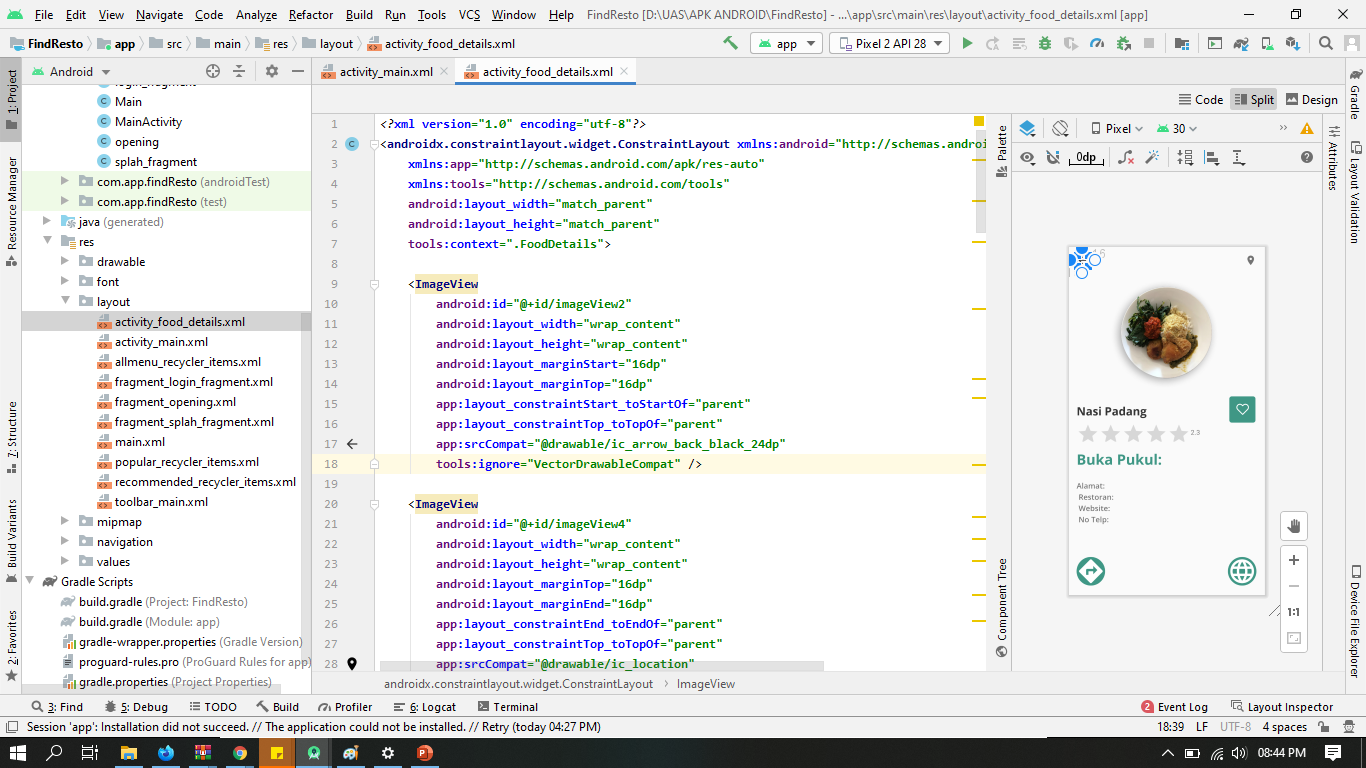 File Edit View Navigate Code Analyze Refactor Build Run Tools VCS Window Help FindResto [D:\UAS\APK ANDROID\FindResto] - ...\app\src\main\res\layout\activity_food_details.xml [app]
FindResto app src main res layout activity_food_details.xml app Pixel 2 API 28
Android activity_main.xml activity_food_details.xml
Code Split Design
1: Project
Resource Manager
Z: Structure
Build Variants
2: Favorites
Main
MainActivity
opening
splah_fragment
com.app.findResto (androidTest)
com.app.findResto (test)
java (generated)
res
drawable
font
layout
activity_food_details.xml
activity_main.xml
allmenu_recycler_items.xml
fragment_login_fragment.xml
fragment_opening.xml
fragment_splah_fragment.xml
main.xml
popular_recycler_items.xml
recommended_recycler_items.xml
toolbar_main.xml
mipmap
navigation
values
Gradle Scripts
build.gradle (Project: FindResto)
build.gradle (Module: app)
gradle-wrapper.properties (Gradle Version)
proguard-rules.pro (ProGuard Rules for app)
gradle.properties (Project Properties)
1 <?xml version="1.0" encoding="utf-8"?>
2 <androidx.constraintlayout.widget.ConstraintLayout xmlns:android="http://schemas.andro
3 xmlns:app="http://schemas.android.com/apk/res-auto"
4 xmlns:tools="http://schemas.android.com/tools"
5 android:layout_width="match_parent"
6 android:layout_height="match_parent"
7 tools:context=".FoodDetails">
8
9 <ImageView
10 android:id="@+id/imageView2"
11 android:layout_width="wrap_content"
12 android:layout_height="wrap_content"
13 android:layout_marginStart="16dp"
14 android:layout_marginTop="16dp"
15 app:layout_constraintStart_toStartOf="parent"
16 app:layout_constraintTop_toTopOf="parent"
17 app:srcCompat="@drawable/ic_arrow_back_black_24dp"
18 tools:ignore="VectorDrawableCompat" />
19
20 <ImageView
21 android:id="@+id/imageView4"
22 android:layout_width="wrap_content"
23 android:layout_height="wrap_content"
24 android:layout_marginTop="16dp"
25 android:layout_marginEnd="16dp"
26 app:layout_constraintEnd_toEndOf="parent"
27 app:layout_constraintTop_toTopOf="parent"
28 app:srcCompat="@drawable/ic_location"
androidx.constraintlayout.widget.ConstraintLayout › ImageView
Palette
Component Tree
Pixel 30
0dp
Nasi Padang
2.3
Buka Pukul:
Alamat:
Restoran:
Website:
No Telp:
1:1
Attributes
Gradle
Layout Validation
Device File Explorer
3: Find 5: Debug TODO Build Profiler 6: Logcat Terminal 2 Event Log Layout Inspector
Session 'app': Installation did not succeed. // The application could not be installed. // Retry (today 04:27 PM) 18:39 LF UTF-8 4 spaces
08:44 PM